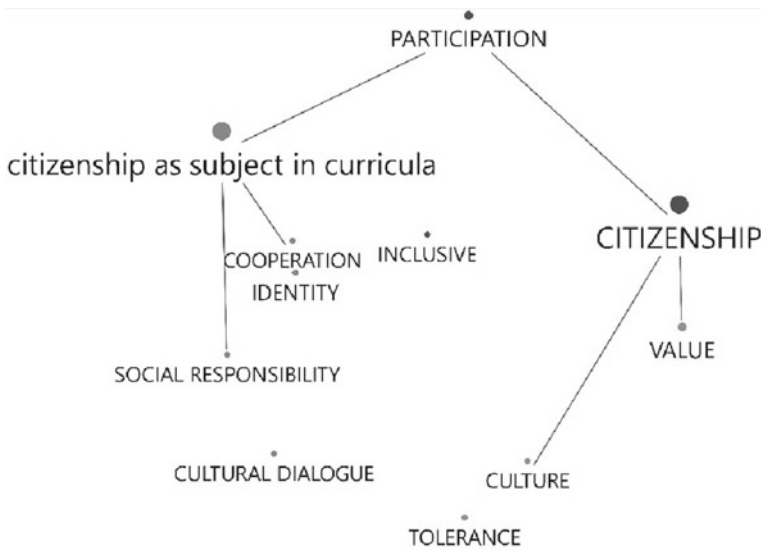 PARTICIPATION
citizenship as subject in curricula
CITIZENSHIP
COOPERATION
INCLUSIVE
IDENTITY
VALUE
SOCIAL RESPONSIBILITY
CULTURAL DIALOGUE
CULTURE
TOLERANCE